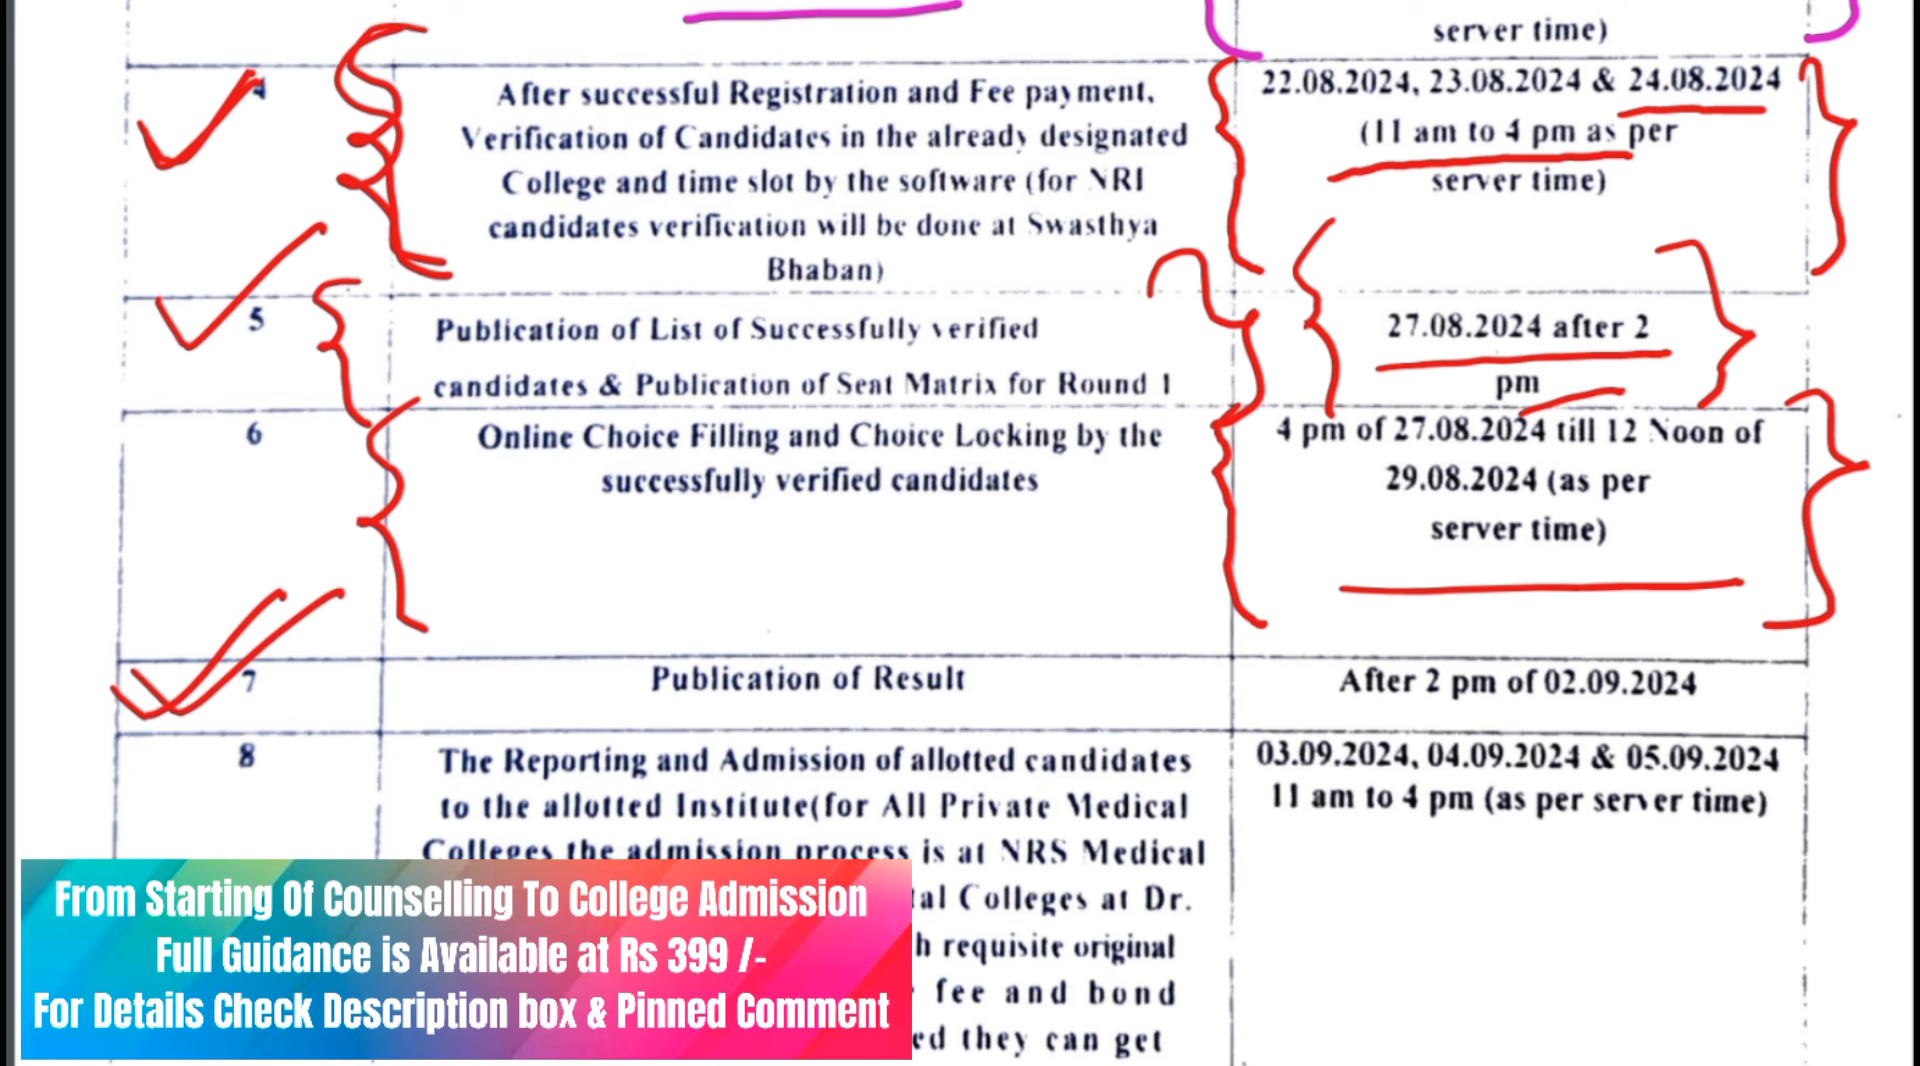 server time)
4
After successful Registration and Fee payment,
Verification of Candidates in the already designated
College and time slot by the software (for NRI
candidates verification will be done at Swasthya
Bhaban)
22.08.2024, 23.08.2024 & 24.08.2024
(11 am to 4 pm as per
server time)
5
Publication of List of Successfully verified
candidates & Publication of Seat Matrix for Round 1
27.08.2024 after 2
pm
6
Online Choice Filling and Choice Locking by the
successfully verified candidates
4 pm of 27.08.2024 till 12 Noon of
29.08.2024 (as per
server time)
7
Publication of Result
After 2 pm of 02.09.2024
8
The Reporting and Admission of allotted candidates
to the allotted Institute(for All Private Medical
Colleges the admission process is at NRS Medical
Colleges at Dr.
requisite original
fee and bond
they can get
03.09.2024, 04.09.2024 & 05.09.2024
11 am to 4 pm (as per server time)
From Starting Of Counselling To College Admission
Full Guidance is Available at Rs 399 /-
For Details Check Description box & Pinned Comment